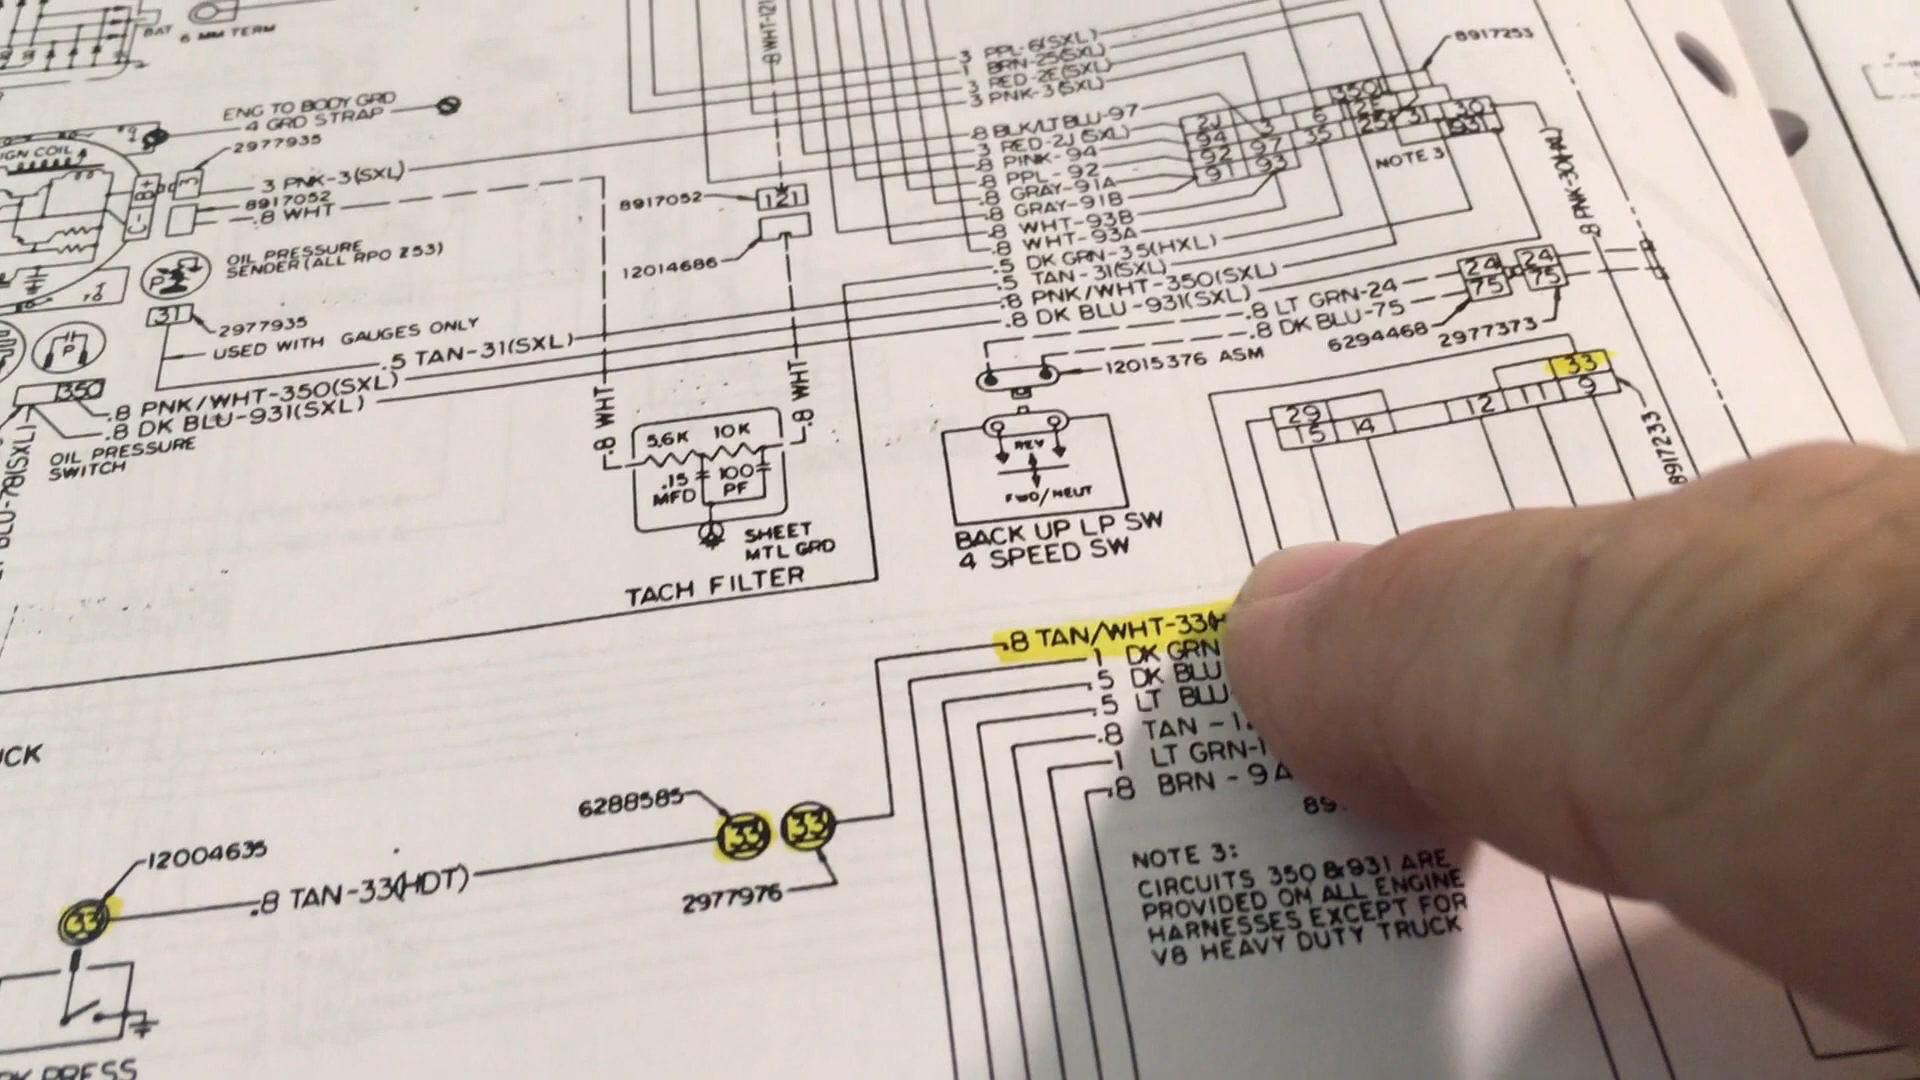 BAT
6 MM TERM
ENG TO BODY GRD
4 GRD STRAP
2977935
IGN COIL
B+
C-
3
3 PNK-3(SXL)
8917052
.8 WHT
OIL PRESSURE
SENDER(ALL RPO Z53)
P
31
2977935
USED WITH GAUGES ONLY
P
.5 TAN-31(SXL)
350
.8 PNK/WHT-350(SXL)
.8 DK BLU-931(SXL)
OIL PRESSURE
SWITCH
BLU-78(SXL)
8917052
121
12014686
.8 WHT
.8 WHT
5.6K
10K
.15
MFD
100
PF
SHEET
MTL GRD
TACH FILTER
3 PPL-6(SXL)
1 BRN-25(SXL)
3 RED-2E(SXL)
3 PNK-3(SXL)
.8 BLK/LT BLU-97
3 RED-2J(SXL)
.8 PINK-94
.8 PPL-92
.8 GRAY-91A
.8 GRAY-91B
.8 WHT-93B
.8 WHT-93A
.5 DK GRN-35(HXL)
.5 TAN-31(SXL)
.8 PNK/WHT-350(SXL)
.8 DK BLU-931(SXL)
8917253
2J
3
6
350
2E
30
94
97
35
25
31
931
92
93
91
NOTE 3
.8 LT GRN-24
.8 DK BLU-75
24
75
24
75
6294468
2977373
12015376 ASM
REV
FWD/NEUT
BACK UP LP SW
4 SPEED SW
33
29
15
14
12
11
9
8917233
.8 TAN/WHT-33(H
1 DK GRN
.5 DK BLU
.5 LT BLU
.8 TAN -
1 LT GRN-1
.8 BRN - 9A
89
6288585
33
33
2977976
12004635
33
.8 TAN-33(HDT)
NOTE 3:
CIRCUITS 350 & 931 ARE
PROVIDED ON ALL ENGINE
HARNESSES EXCEPT FOR
V8 HEAVY DUTY TRUCK
UCK
PRESS